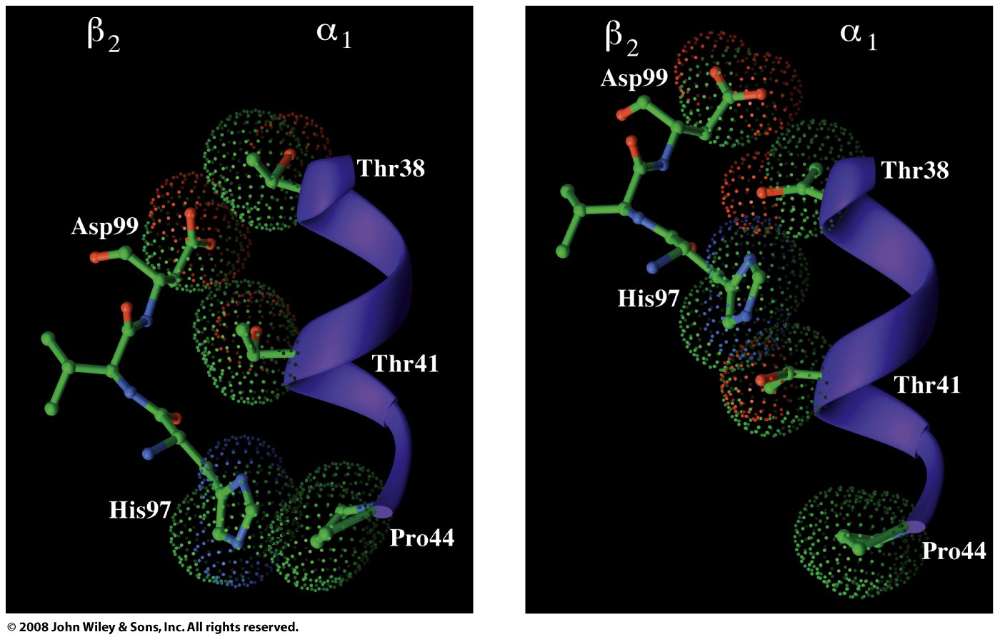 β2
α1
Thr38
Asp99
Thr41
His97
Pro44
β2
α1
Asp99
Thr38
His97
Thr41
Pro44
© 2008 John Wiley & Sons, Inc. All rights reserved.